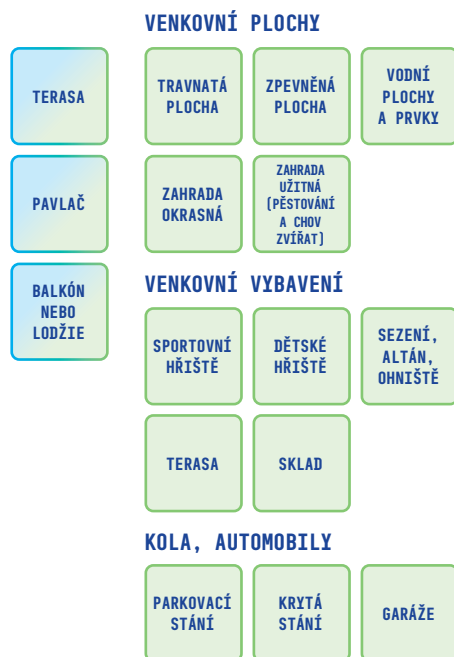 VENKOVNÍ PLOCHY
TERASA
TRAVNATÁ
PLOCHA
ZPEVNĚNÁ
PLOCHA
VODNÍ
PLOCHY
A PRVKY
PAVLAČ
ZAHRADA
OKRASNÁ
ZAHRADA
UŽITNÁ
(PĚSTOVÁNÍ
A CHOV
ZVÍŘAT)
BALKÓN
NEBO
LODŽIE
VENKOVNÍ VYBAVENÍ
SPORTOVNÍ
HŘIŠTĚ
DĚTSKÉ
HŘIŠTĚ
SEZENÍ,
ALTÁN,
OHNIŠTĚ
TERASA
SKLAD
KOLA, AUTOMOBILY
PARKOVACÍ
STÁNÍ
KRYTÁ
STÁNÍ
GARÁŽE